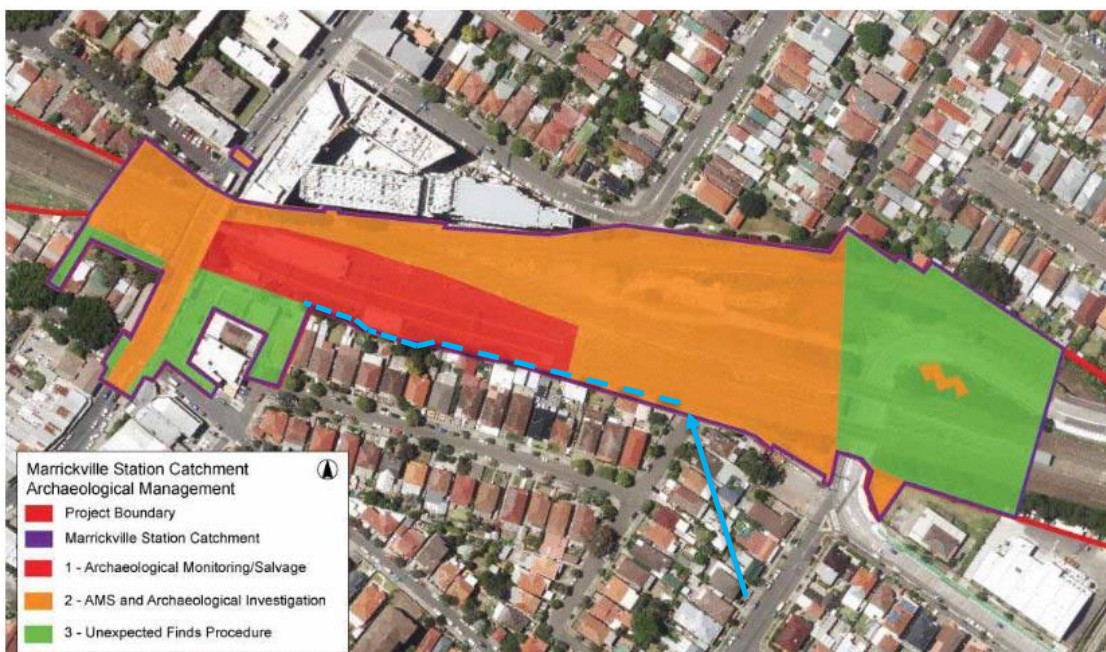 Marrickville Station Catchment
Archaeological Management
Project Boundary
Marrickville Station Catchment
1 - Archaeological Monitoring/Salvage
2 - AMS and Archaeological Investigation
3 - Unexpected Finds Procedure